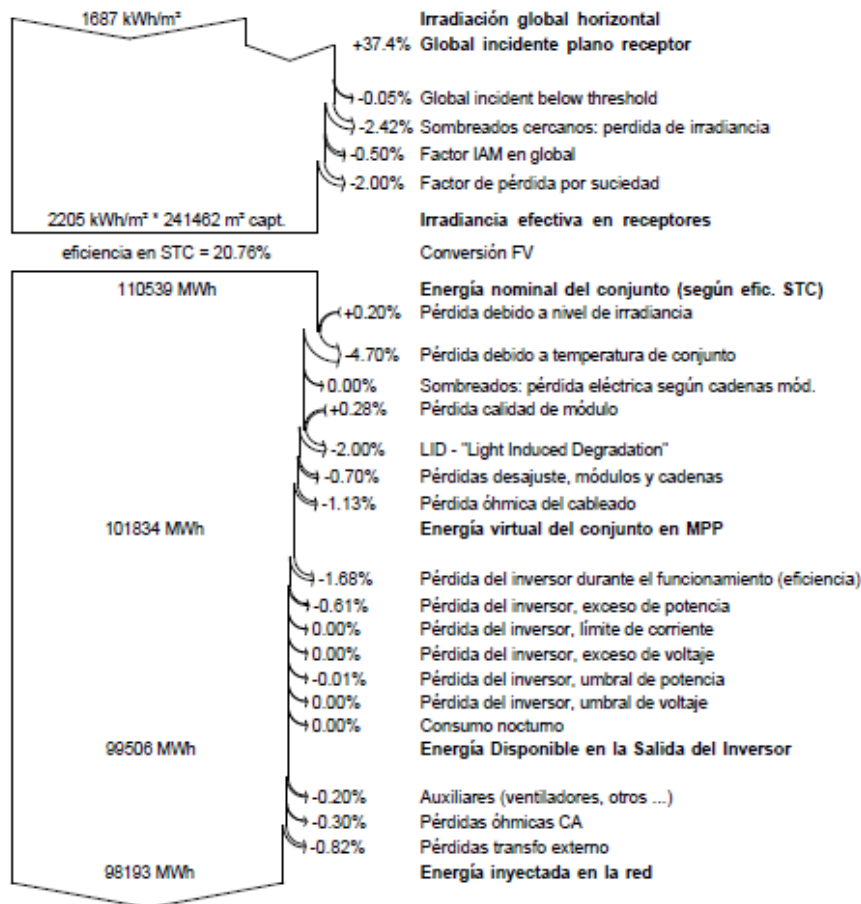 1687 kWh/m² Irradiación global horizontal
+37.4% Global incidente plano receptor
-0.05% Global incident below threshold
-2.42% Sombreados cercanos: perdida de irradiancia
-0.50% Factor IAM en global
-2.00% Factor de pérdida por suciedad
2205 kWh/m² * 241462 m² capt. Irradiancia efectiva en receptores
eficiencia en STC = 20.76% Conversión FV
110539 MWh Energía nominal del conjunto (según efic. STC)
+0.20% Pérdida debido a nivel de irradiancia
-4.70% Pérdida debido a temperatura de conjunto
0.00% Sombreados: pérdida eléctrica según cadenas mód.
+0.28% Pérdida calidad de módulo
-2.00% LID - "Light Induced Degradation"
-0.70% Pérdidas desajuste, módulos y cadenas
-1.13% Pérdida óhmica del cableado
101834 MWh Energía virtual del conjunto en MPP
-1.68% Pérdida del inversor durante el funcionamiento (eficiencia)
-0.61% Pérdida del inversor, exceso de potencia
0.00% Pérdida del inversor, límite de corriente
0.00% Pérdida del inversor, exceso de voltaje
-0.01% Pérdida del inversor, umbral de potencia
0.00% Pérdida del inversor, umbral de voltaje
0.00% Consumo nocturno
99506 MWh Energía Disponible en la Salida del Inversor
-0.20% Auxiliares (ventiladores, otros ...)
-0.30% Pérdidas óhmicas CA
-0.82% Pérdidas transfo externo
98193 MWh Energía inyectada en la red